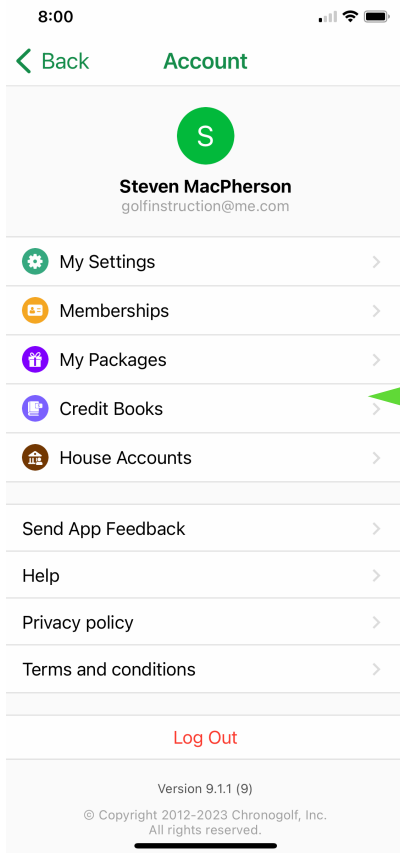 8:00
Back
Account
S
Steven MacPherson
golfinstruction@me.com
My Settings
Memberships
My Packages
Credit Books
House Accounts
Send App Feedback
Help
Privacy policy
Terms and conditions
Log Out
Version 9.1.1 (9)
© Copyright 2012-2023 Chronogolf, Inc.
All rights reserved.